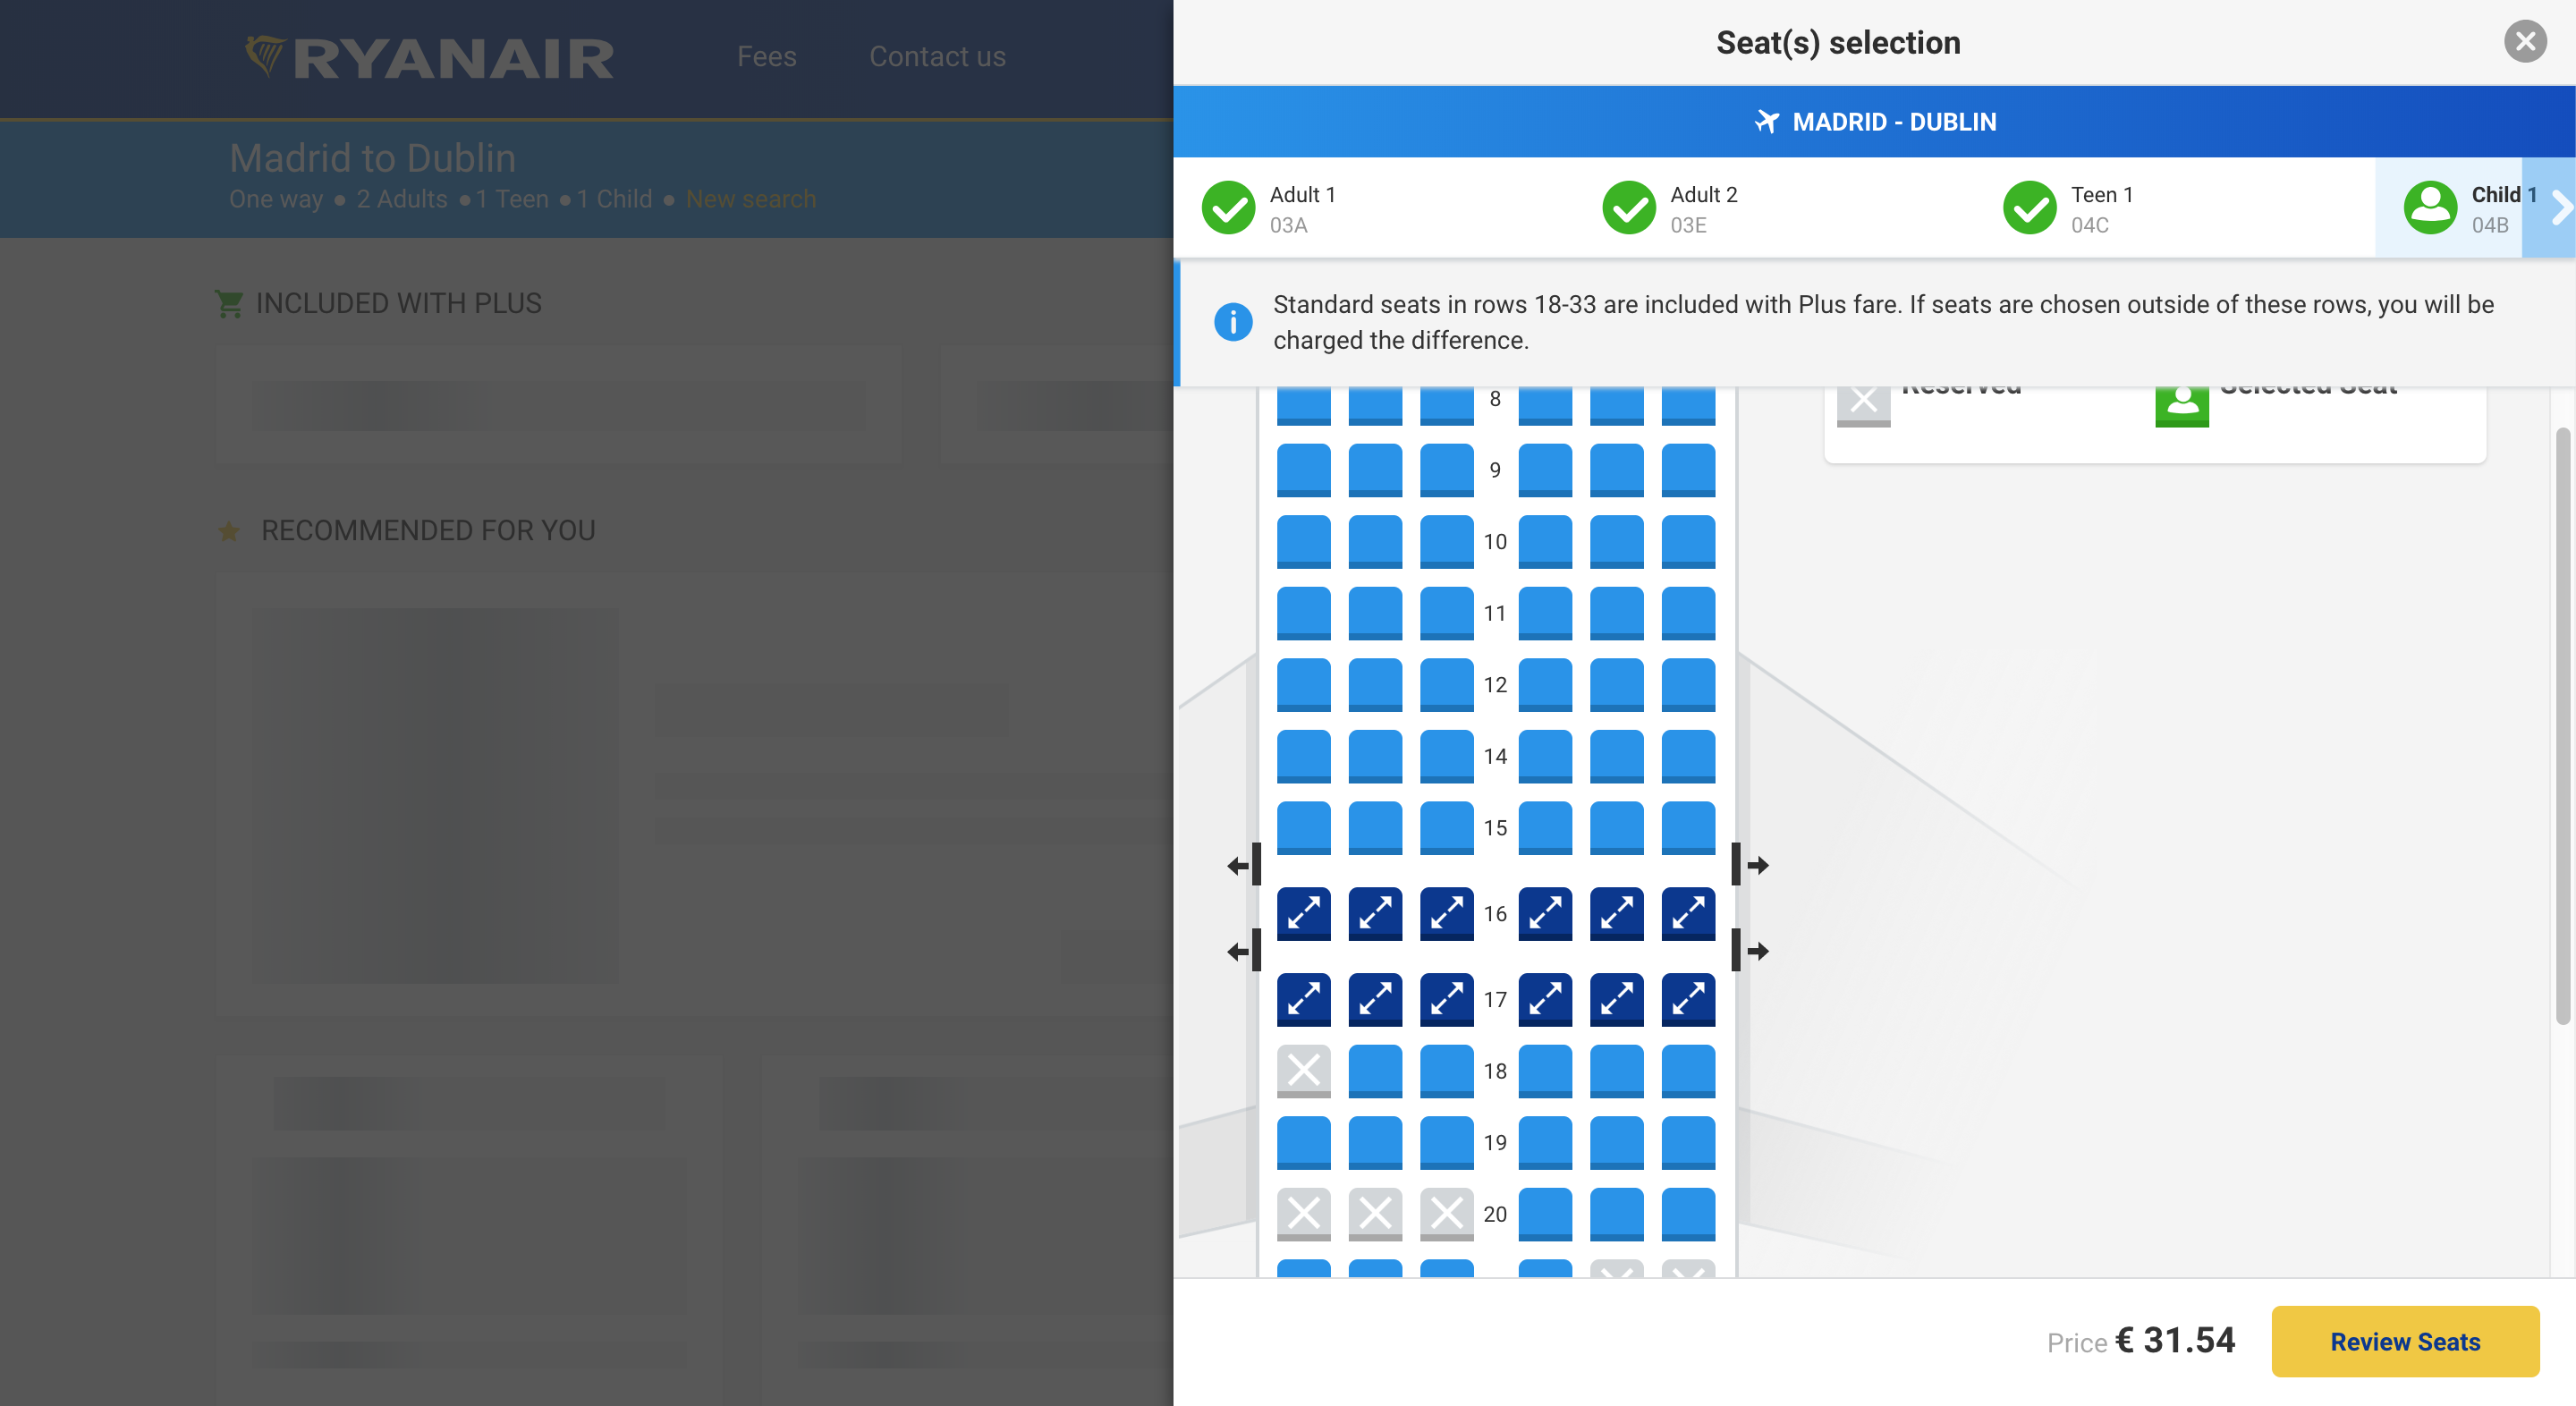 RYANAIR
Fees
Contact us
Madrid to Dublin
One way ● 2 Adults ● 1 Teen ● 1 Child ● New search
INCLUDED WITH PLUS
RECOMMENDED FOR YOU
Seat(s) selection
MADRID - DUBLIN
Adult 1
03A
Adult 2
03E
Teen 1
04C
Child 1
04B
Standard seats in rows 18-33 are included with Plus fare. If seats are chosen outside of these rows, you will be
charged the difference.
Reserved
Selected Seat
8
9
10
11
12
14
15
16
17
18
19
20
Price € 31.54
Review Seats